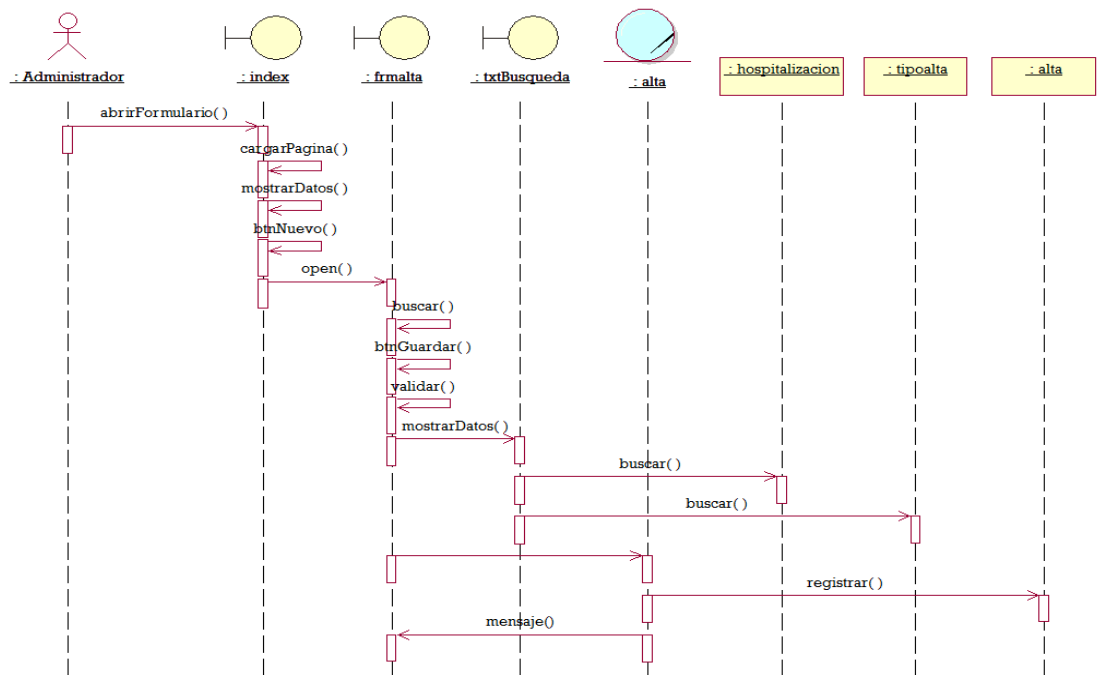 : Administrador
: index
: frmalta
: txtBusqueda
: alta
: hospitalizacion
: tipoalta
: alta
abrirFormulario( )
cargarPagina( )
mostrarDatos( )
btnNuevo( )
open( )
buscar( )
btnGuardar( )
validar( )
mostrarDatos( )
buscar( )
buscar( )
registrar( )
mensaje()